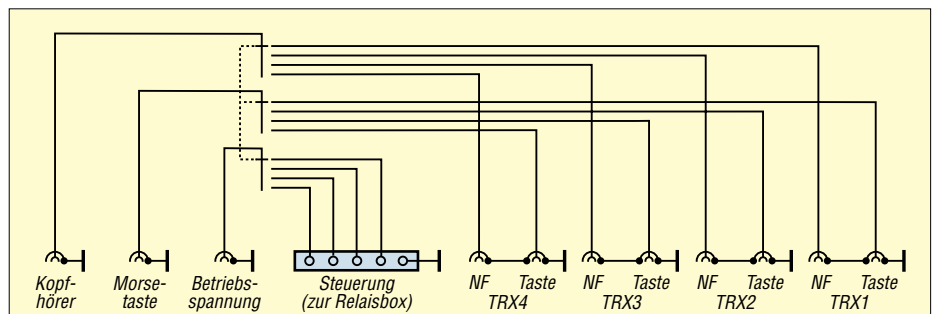 Kopf-
hörer
Morse-
taste
Betriebs-
spannung
Steuerung
(zur Relaisbox)
NF Taste
TRX4
NF Taste
TRX3
NF Taste
TRX2
NF Taste
TRX1